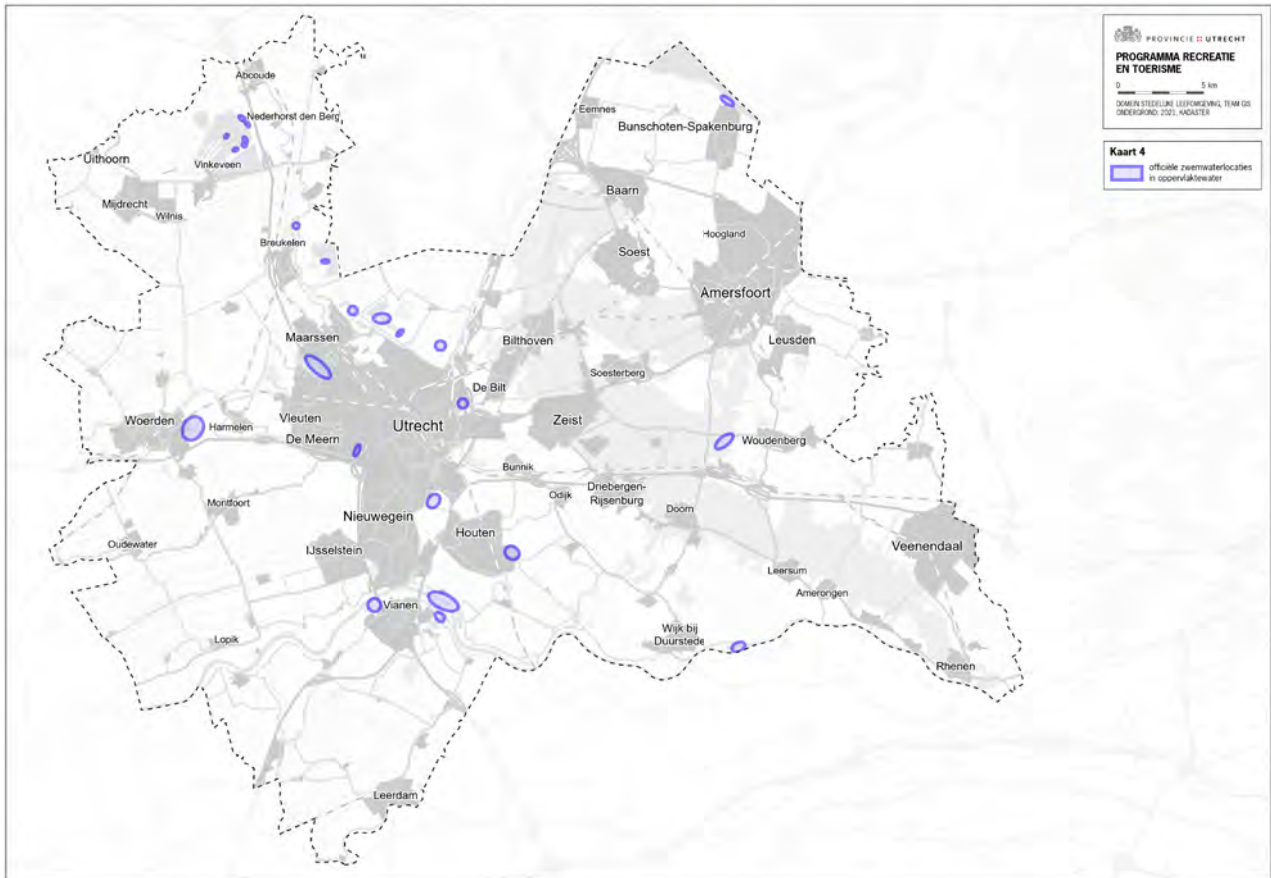 PROVINCIE UTRECHT
PROGRAMMA RECREATIE
EN TOERISME
0 5 km
DOMEIN STEDELIJKE LEEFOMGEVING, TEAM GIS
ONDERGROND: 2021, KADASTER
Kaart 4
officiële zwemwaterlocaties
in oppervlaktewater
Abcoude
Nederhorst den Berg
Eemnes
Bunschoten-Spakenburg
Uithoorn
Vinkeveen
Baarn
Mijdrecht
Wilnis
Hoogland
Breukelen
Soest
Amersfoort
Maarssen
Bilthoven
Leusden
Soesterberg
De Bilt
Woerden
Harmelen
Vleuten
Utrecht
Zeist
De Meern
Woudenberg
Bunnik
Montfoort
Odijk
Driebergen-
Rijsenburg
Nieuwegein
Doorn
Houten
Oudewater
IJsselstein
Veenendaal
Leersum
Amerongen
Vianen
Lopik
Wijk bij
Duurstede
Rhenen
Leerdam